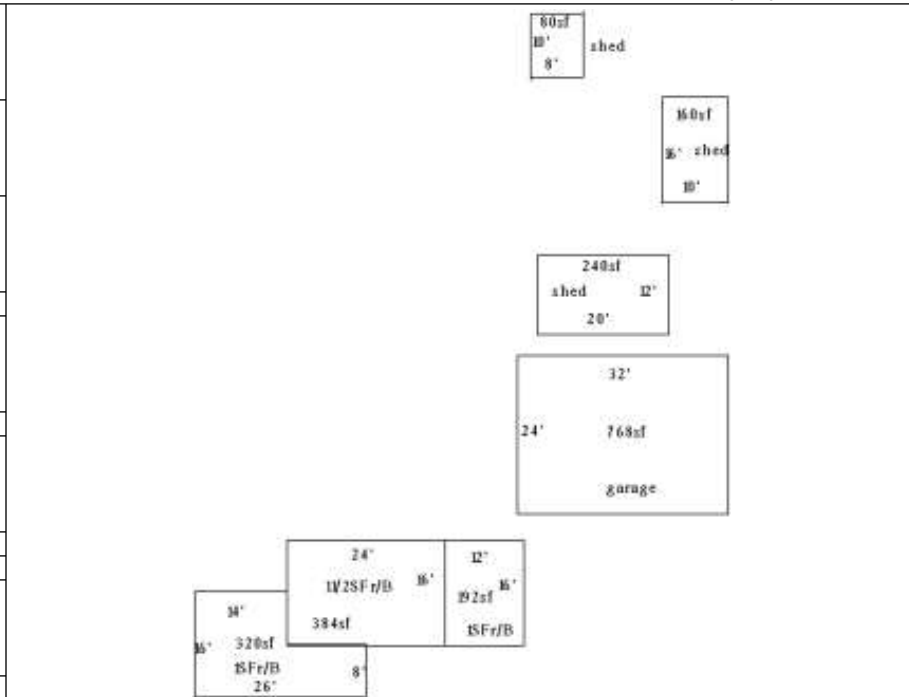 80sf
10'
shed
8'
160sf
16' shed
10'
240sf
shed 12'
20'
32'
24' 768sf
garage
24' 12'
11/2SFr/B 16' 16'
192sf
384sf
1SFr/B
14'
16' 320sf
1SFr/B 8'
26'